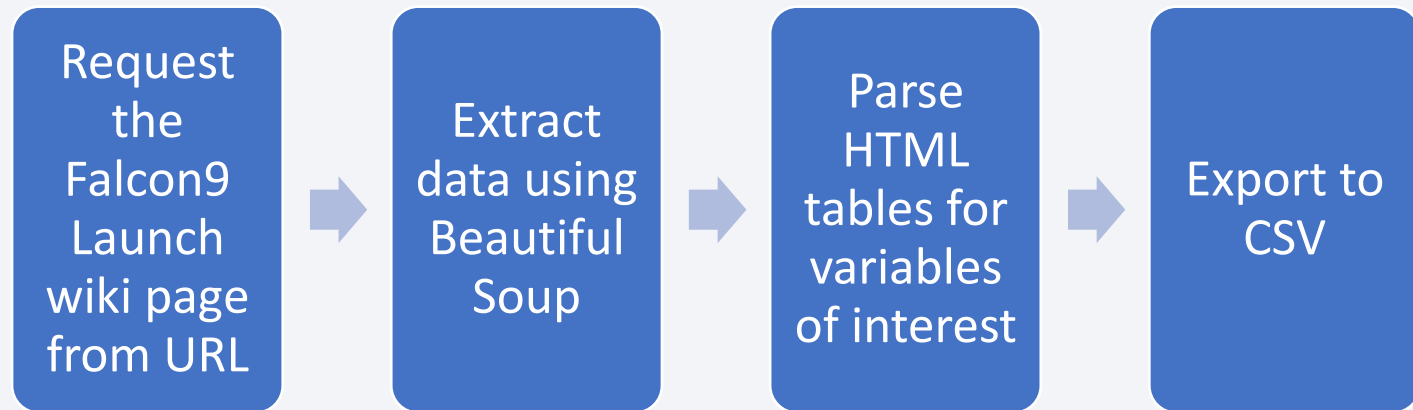 Request
the
Falcon9
Launch
wiki page
from URL
Extract
data using
Beautiful
Soup
Parse
HTML
tables for
variables
of interest
Export to
CSV